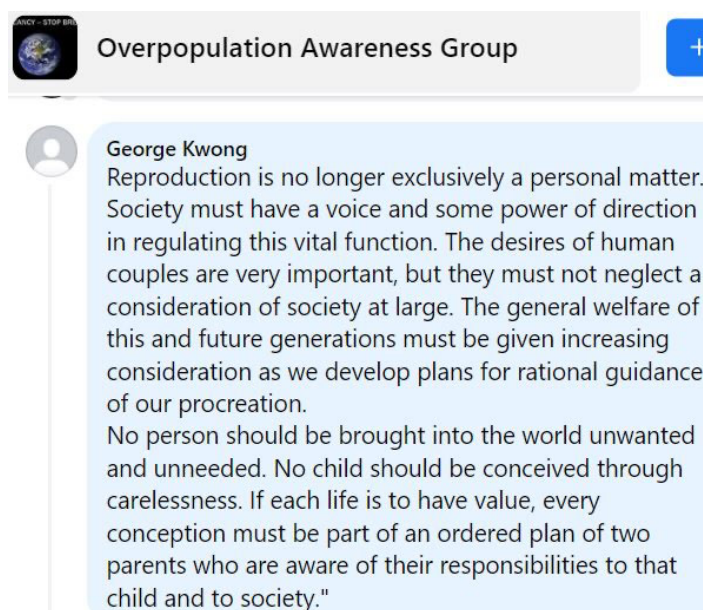 ANCY – STOP BRE
Overpopulation Awareness Group
+
George Kwong
Reproduction is no longer exclusively a personal matter.
Society must have a voice and some power of direction
in regulating this vital function. The desires of human
couples are very important, but they must not neglect a
consideration of society at large. The general welfare of
this and future generations must be given increasing
consideration as we develop plans for rational guidance
of our procreation.
No person should be brought into the world unwanted
and unneeded. No child should be conceived through
carelessness. If each life is to have value, every
conception must be part of an ordered plan of two
parents who are aware of their responsibilities to that
child and to society."